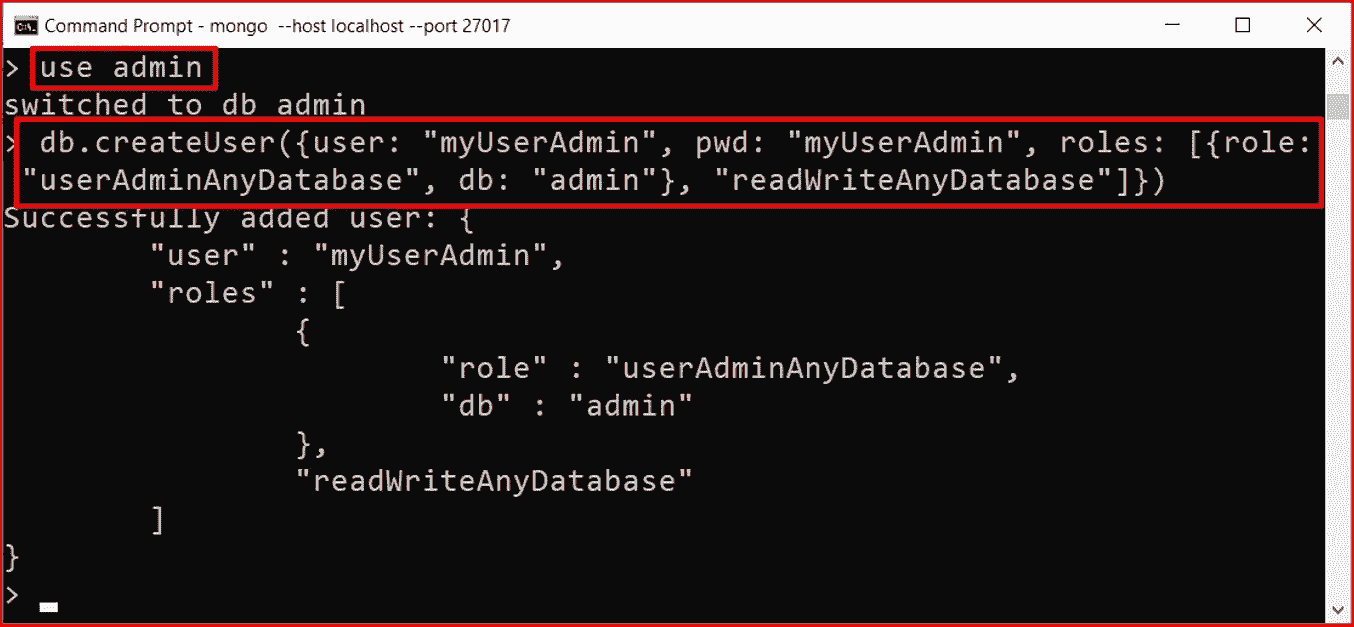 Command Prompt - mongo --host localhost --port 27017
> use admin
switched to db admin
> db.createUser({user: "myUserAdmin", pwd: "myUserAdmin", roles: [{role:
"userAdminAnyDatabase", db: "admin"}, "readWriteAnyDatabase"]})
Successfully added user: {
"user" : "myUserAdmin",
"roles" : [
{
"role" : "userAdminAnyDatabase",
"db" : "admin"
},
"readWriteAnyDatabase"
]
}
>